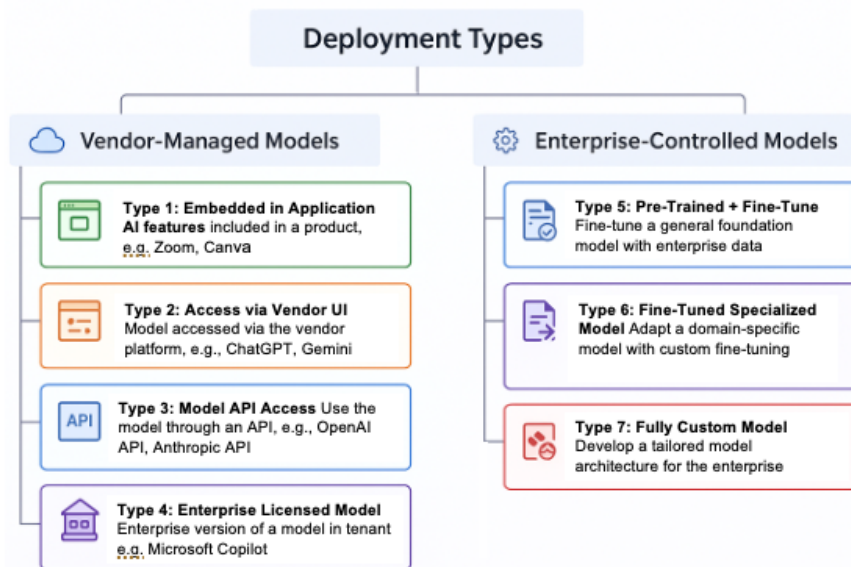 Deployment Types
Vendor-Managed Models
Type 1: Embedded in Application
AI features included in a product,
e.g. Zoom, Canva
Type 2: Access via Vendor UI
Model accessed via the vendor
platform, e.g., ChatGPT, Gemini
API
Type 3: Model API Access Use the
model through an API, e.g., OpenAI
API, Anthropic API
Type 4: Enterprise Licensed Model
Enterprise version of a model in tenant
e.g. Microsoft Copilot
Enterprise-Controlled Models
Type 5: Pre-Trained + Fine-Tune
Fine-tune a general foundation
model with enterprise data
Type 6: Fine-Tuned Specialized
Model Adapt a domain-specific
model with custom fine-tuning
Type 7: Fully Custom Model
Develop a tailored model
architecture for the enterprise